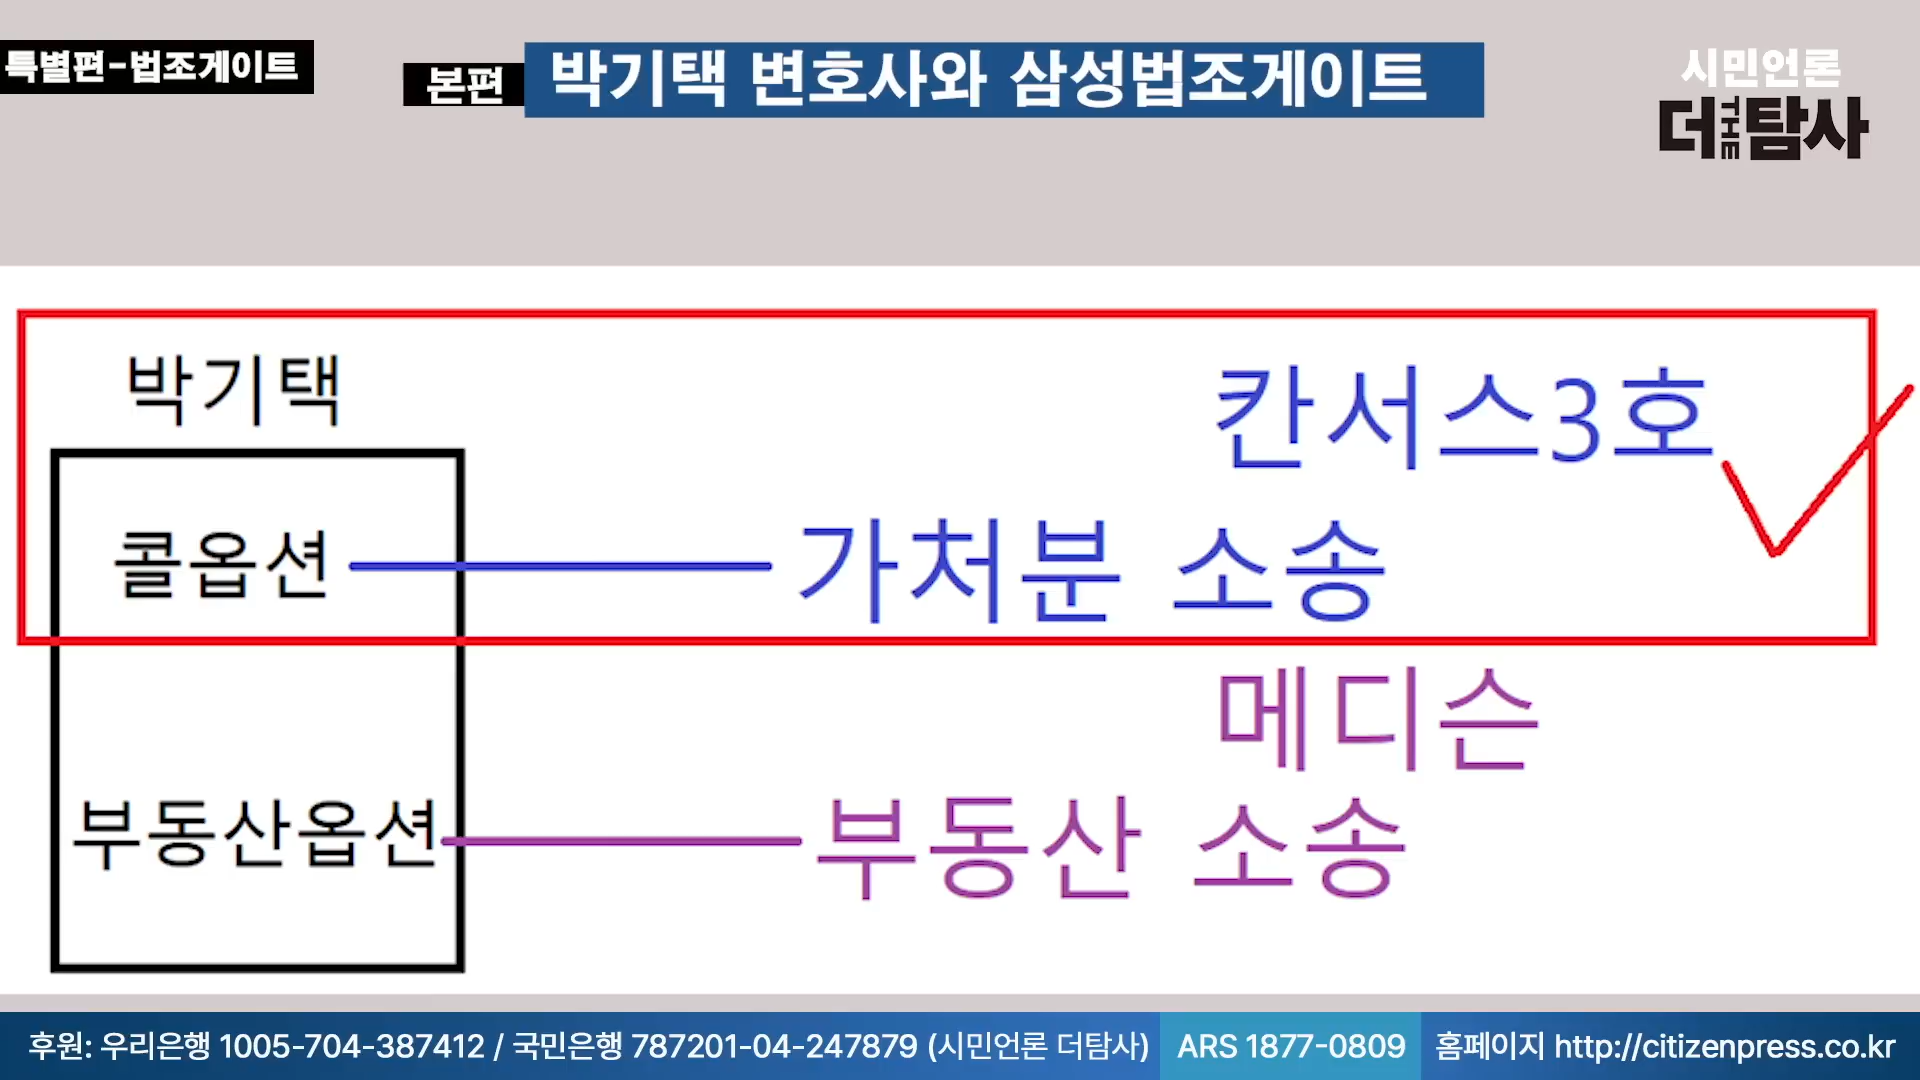 특별편-법조게이트
본편 박기택 변호사와 삼성법조게이트
시민언론
더THE탐사
박기택
칸서스3호
콜옵션
가처분 소송
메디슨
부동산옵션
부동산 소송
후원: 우리은행 1005-704-387412 / 국민은행 787201-04-247879 (시민언론 더탐사) ARS 1877-0809 홈페이지 http://citizenpress.co.kr